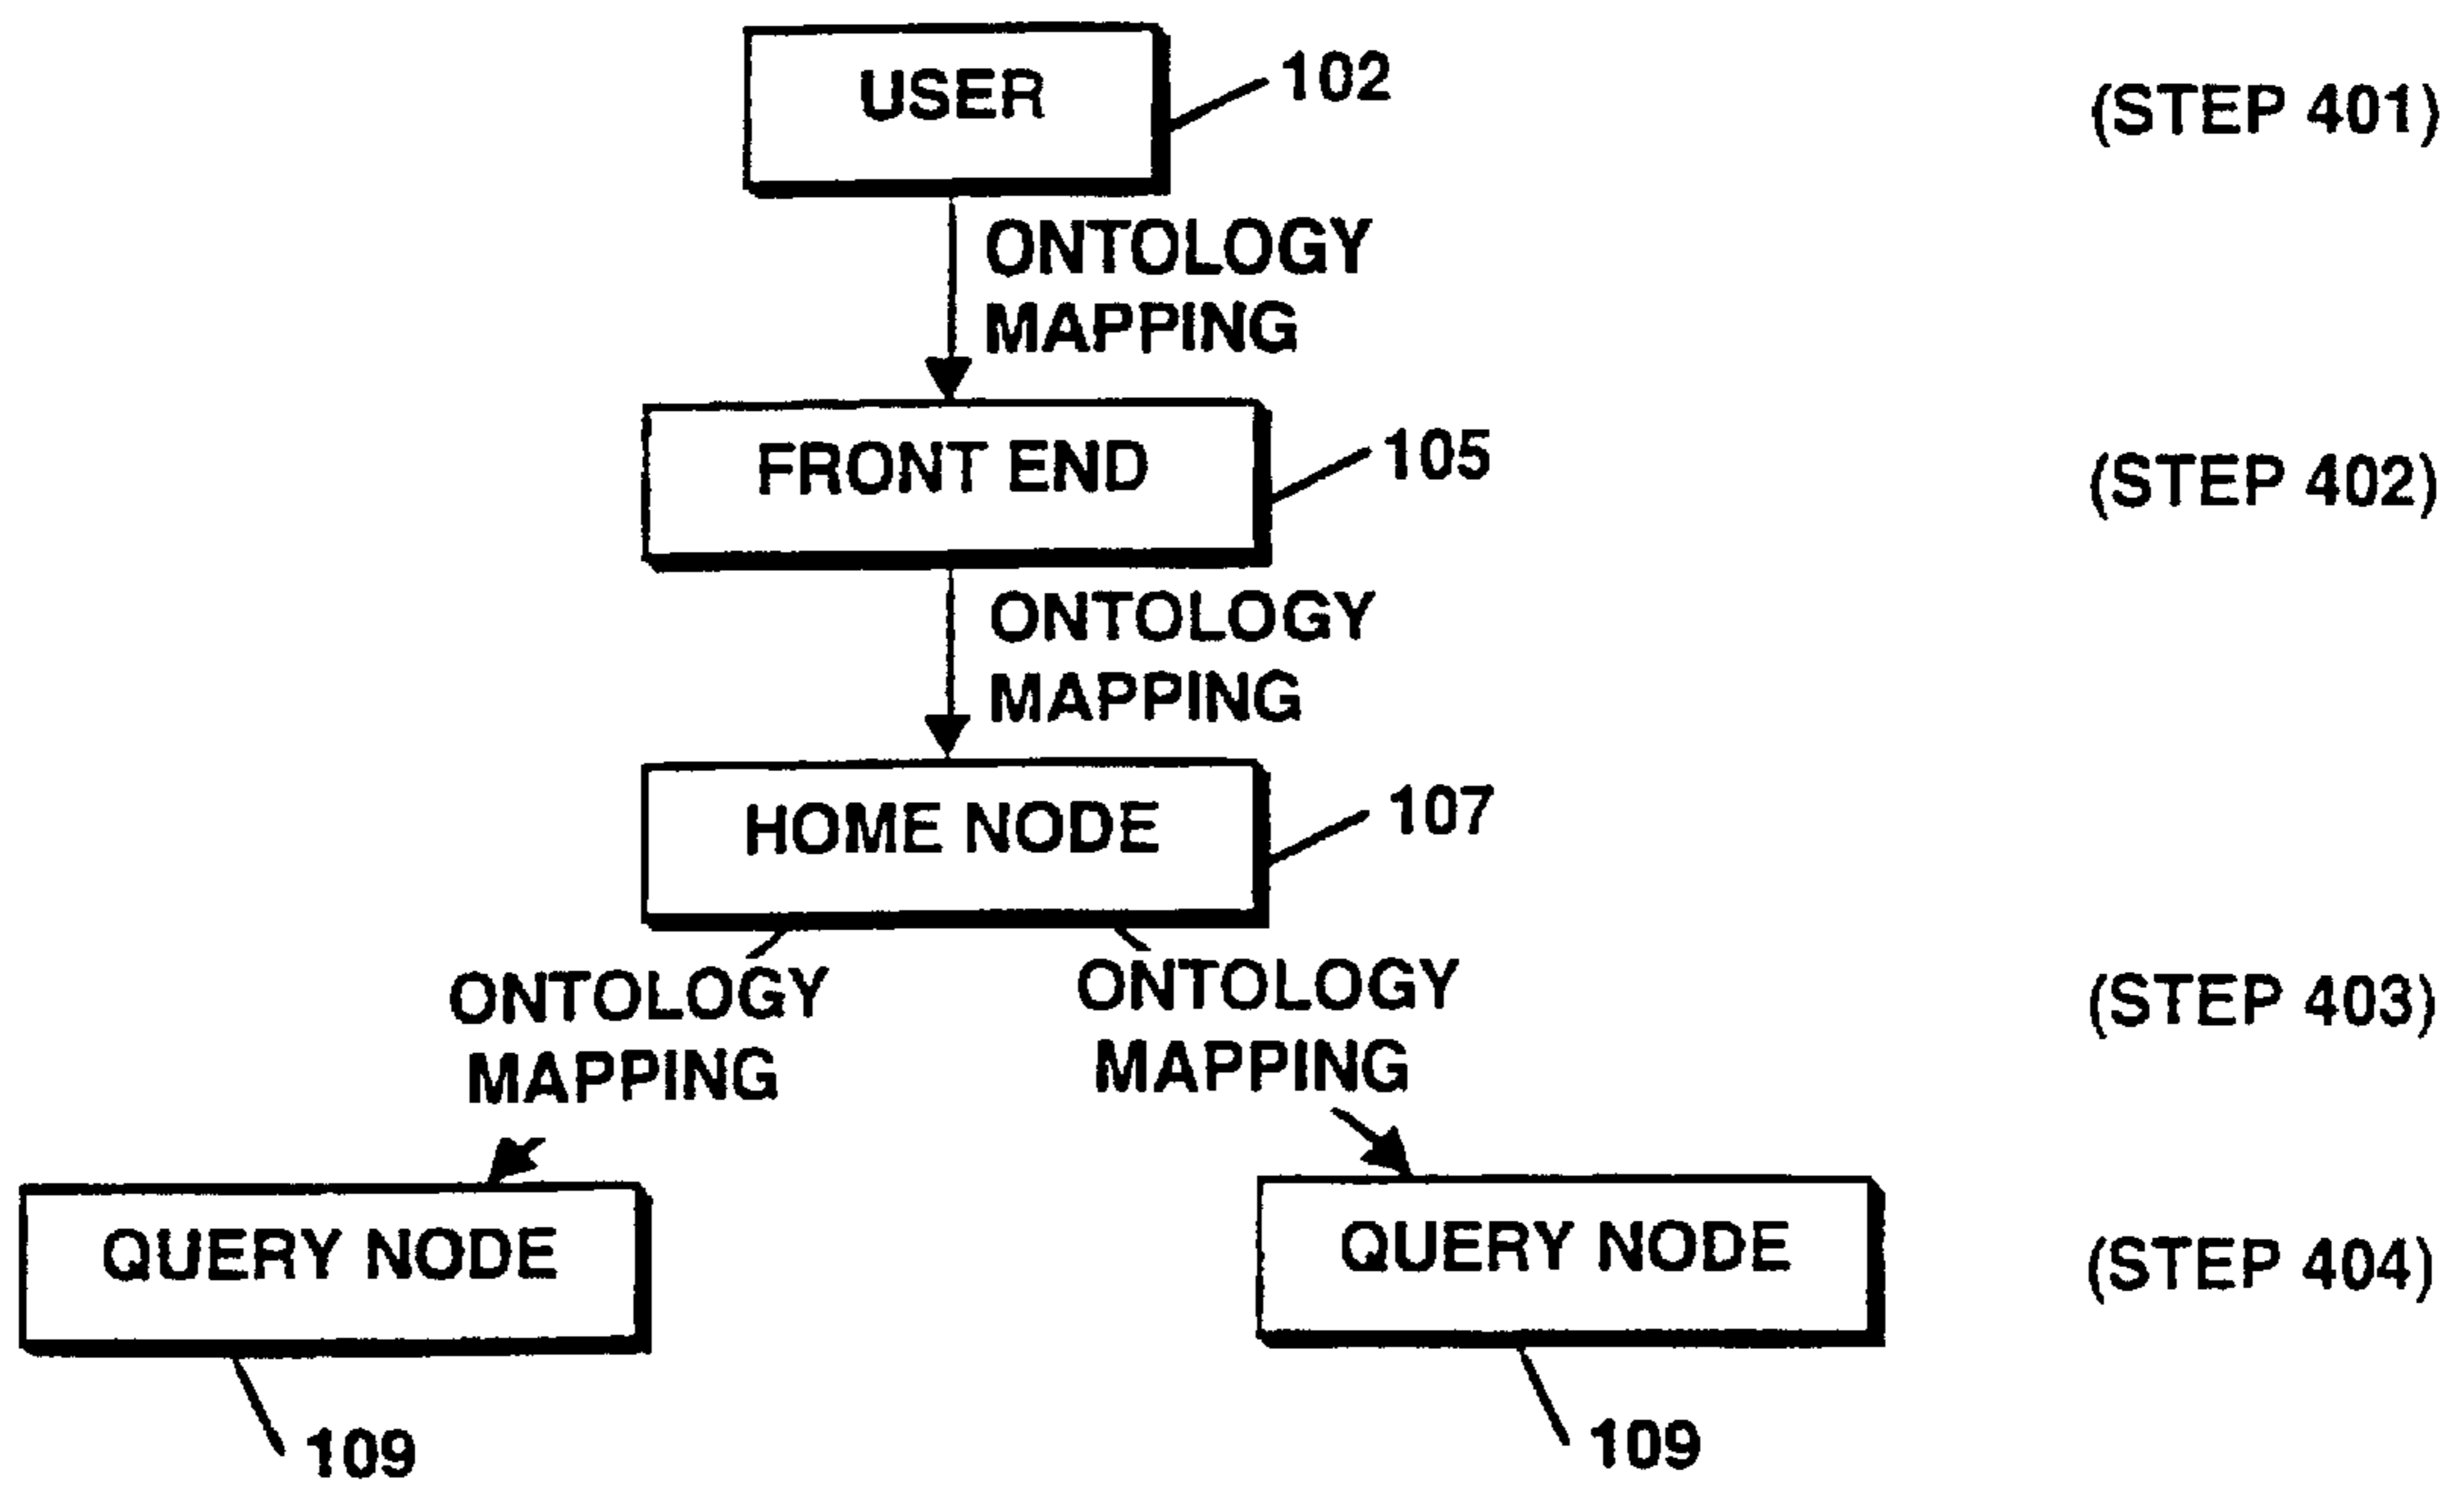 USER
102
(STEP 401)
ONTOLOGY
MAPPING
FRONT END
105
(STEP 402)
ONTOLOGY
MAPPING
HOME NODE
107
ONTOLOGY
MAPPING
ONTOLOGY
MAPPING
(STEP 403)
QUERY NODE
QUERY NODE
(STEP 404)
109
109